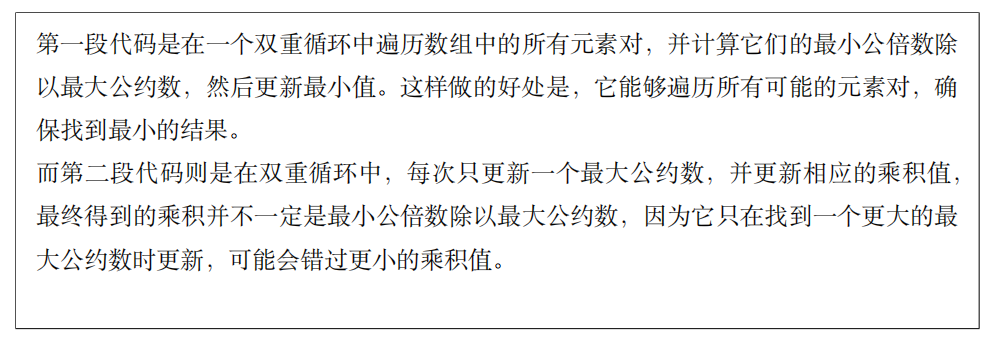 第一段代码是在一个双重循环中遍历数组中的所有元素对，并计算它们的最小公倍数除
以最大公约数，然后更新最小值。这样做的好处是，它能够遍历所有可能的元素对，确
保找到最小的结果。
而第二段代码则是在双重循环中，每次只更新一个最大公约数，并更新相应的乘积值，
最终得到的乘积并不一定是最小公倍数除以最大公约数，因为它只在找到一个更大的最
大公约数时更新，可能会错过更小的乘积值。